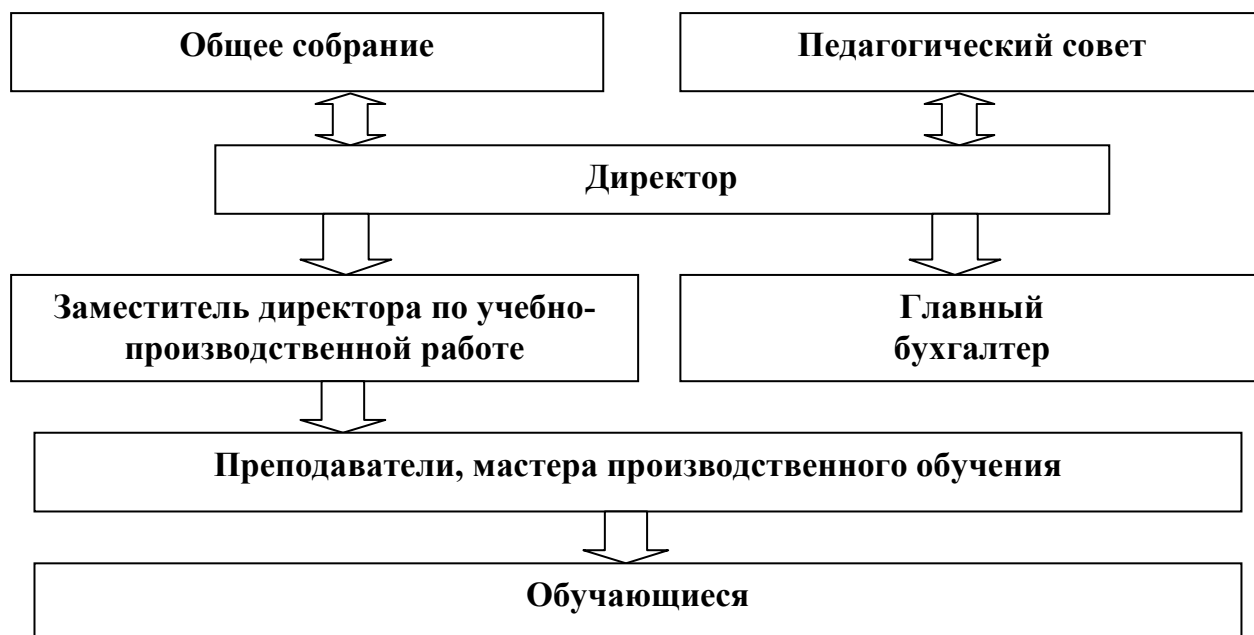 Общее собрание
Педагогический совет
Директор
Заместитель директора по учебно-
производственной работе
Главный
бухгалтер
Преподаватели, мастера производственного обучения
Обучающиеся